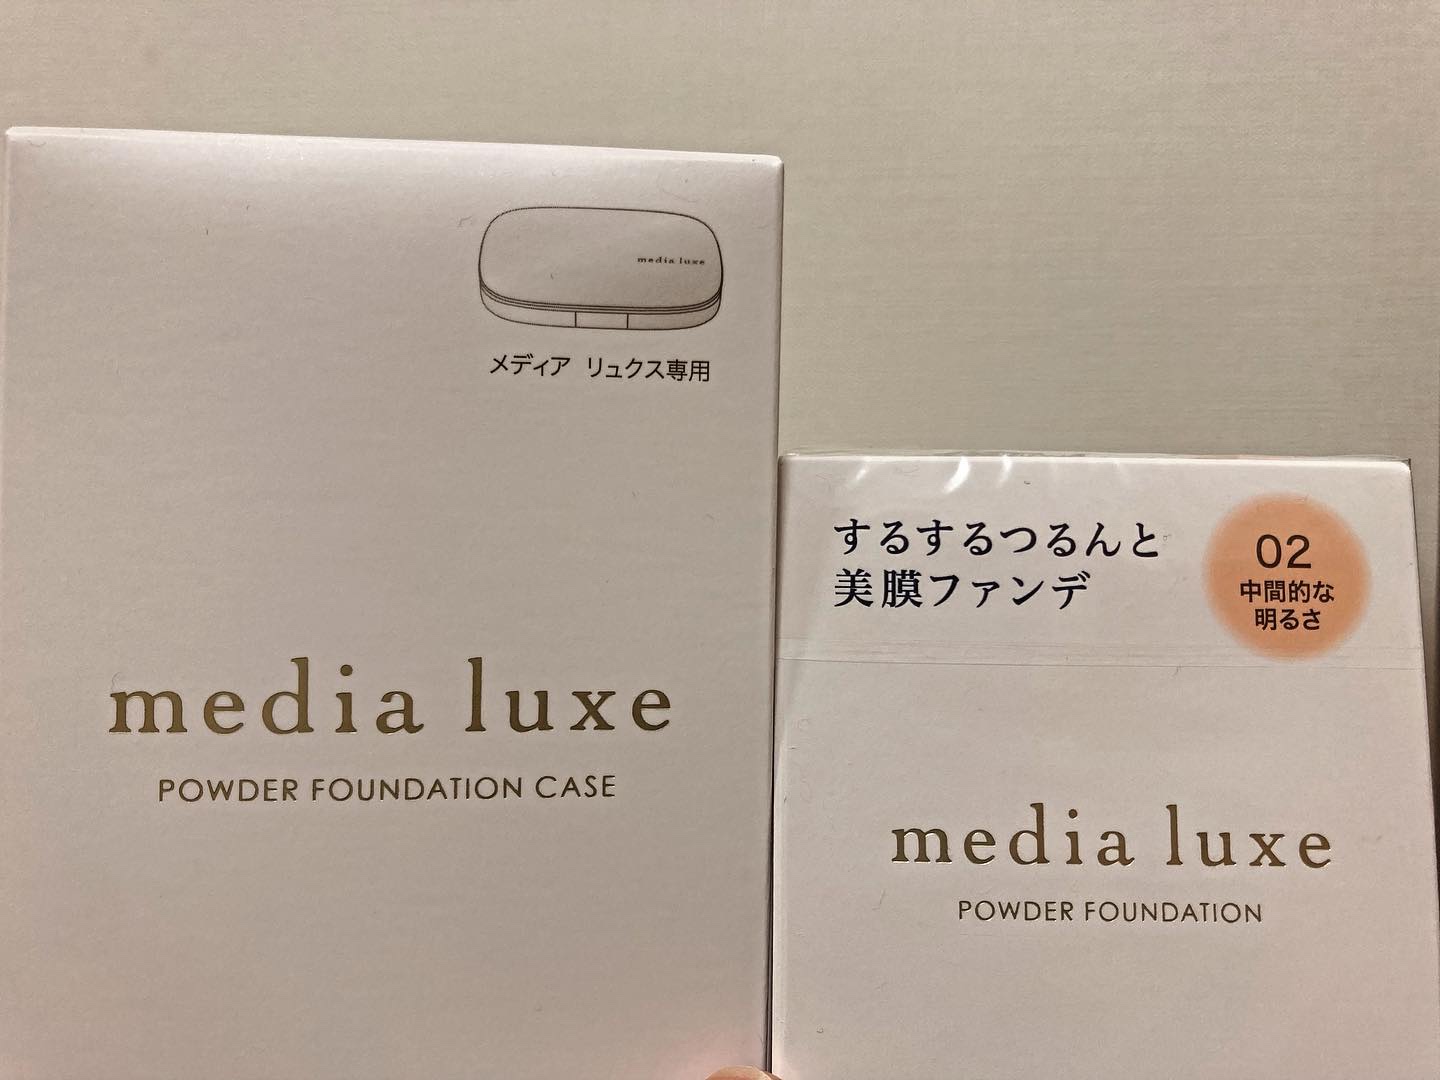 media luxe
メディア リュクス専用
media luxe
POWDER FOUNDATION CASE
するするつるんと
美膜ファンデ
02
中間的な
明るさ
media luxe
POWDER FOUNDATION